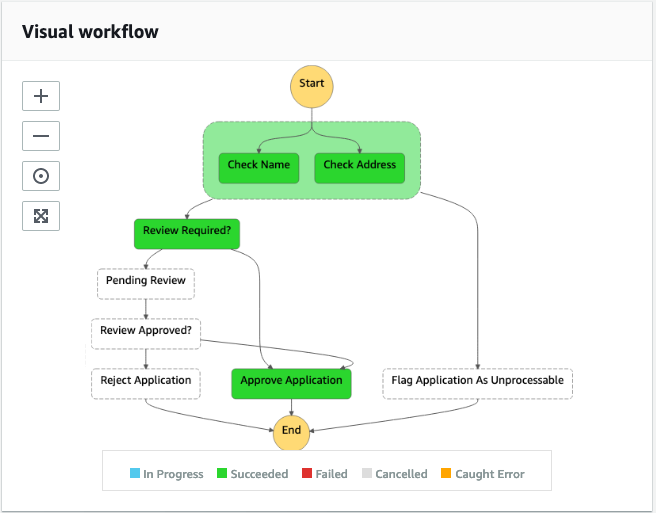 Visual workflow
Start
Check Name
Check Address
Review Required?
Pending Review
Review Approved?
Reject Application
Approve Application
Flag Application As Unprocessable
End
In Progress
Succeeded
Failed
Cancelled
Caught Error